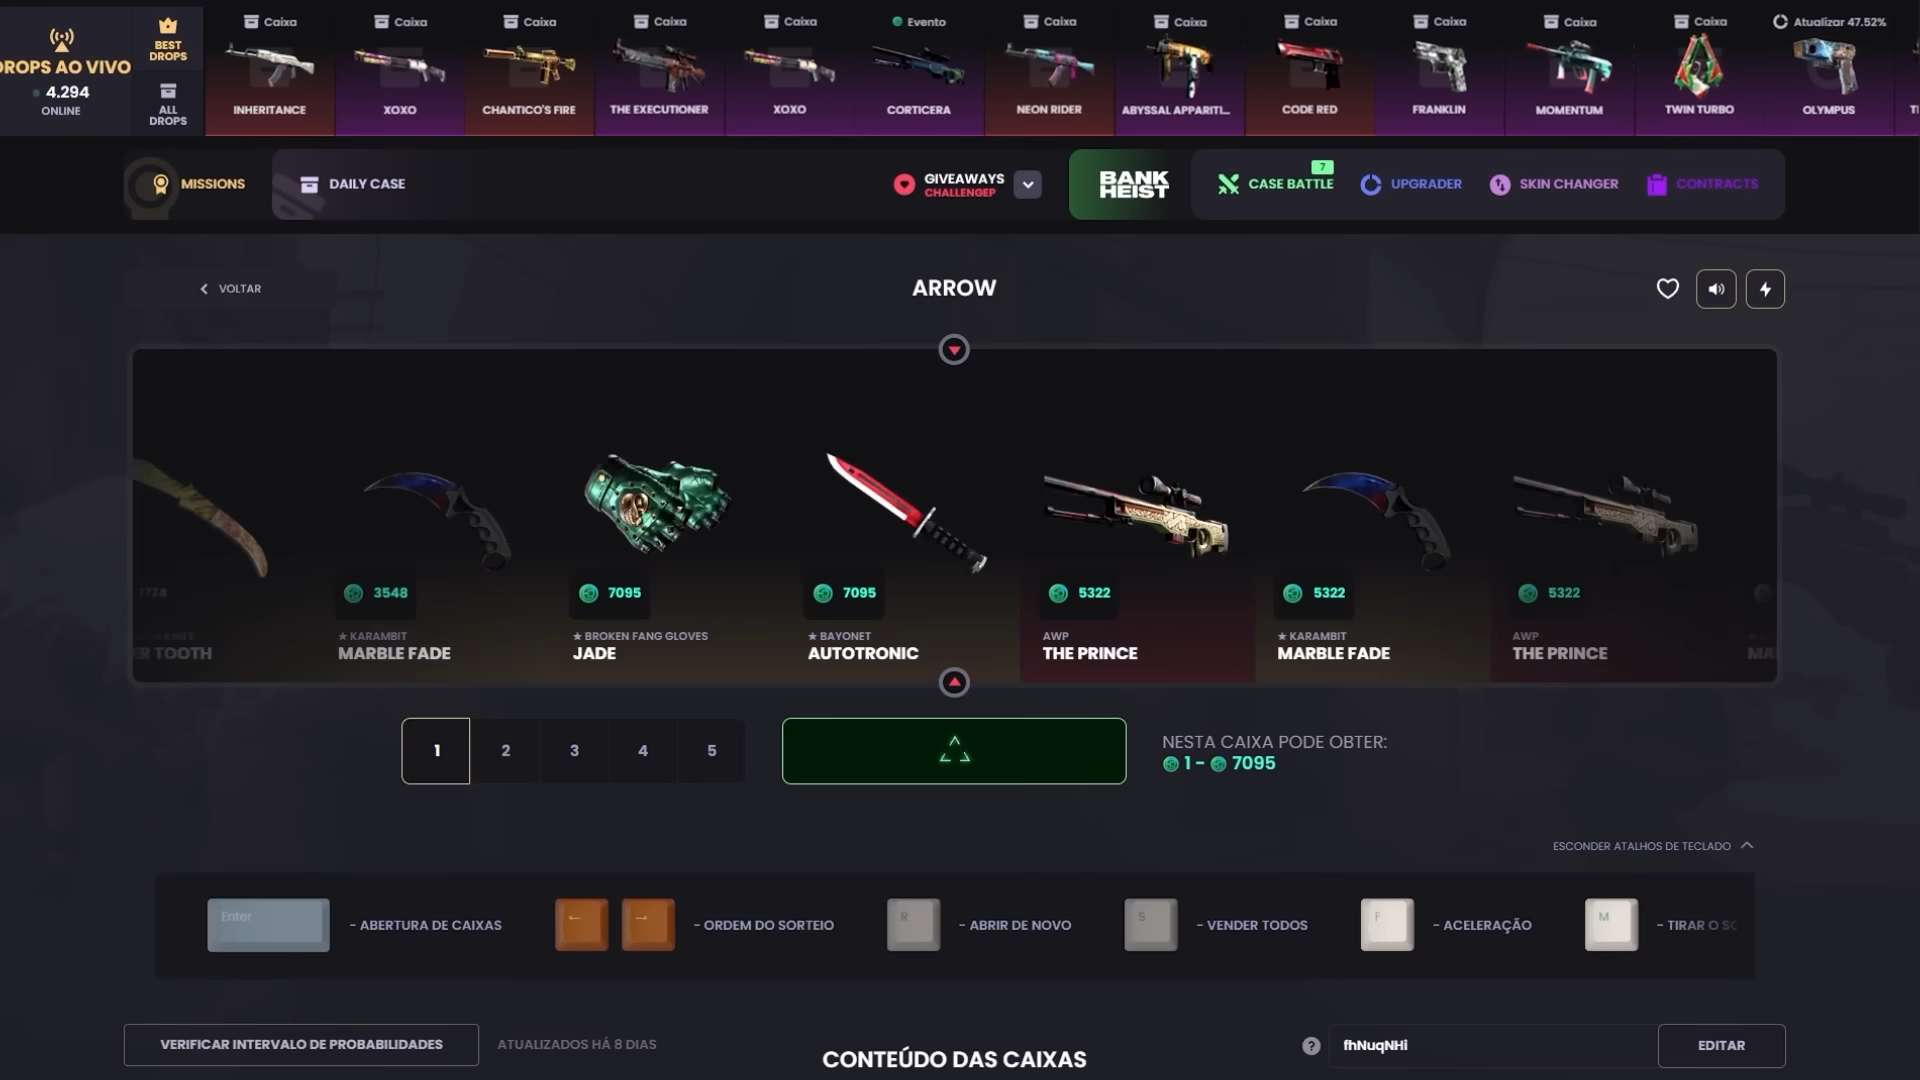 DROPS AO VIVO
4.294
ONLINE
BEST
DROPS
ALL
DROPS
Caixa
INHERITANCE
Caixa
XOXO
Caixa
CHANTICO'S FIRE
Caixa
THE EXECUTIONER
Caixa
XOXO
Evento
CORTICERA
Caixa
NEON RIDER
Caixa
ABYSSAL APPARITI...
Caixa
CODE RED
Caixa
FRANKLIN
Caixa
MOMENTUM
Caixa
TWIN TURBO
Atualizar 47.52%
OLYMPUS
MISSIONS
DAILY CASE
GIVEAWAYS
CHALLENGEP
BANK
HEIST
7
CASE BATTLE
UPGRADER
SKIN CHANGER
CONTRACTS
VOLTAR
ARROW
ER TOOTH
3548
★ KARAMBIT
MARBLE FADE
7095
★ BROKEN FANG GLOVES
JADE
7095
★ BAYONET
AUTOTRONIC
5322
AWP
THE PRINCE
5322
★ KARAMBIT
MARBLE FADE
5322
AWP
THE PRINCE
MA
1
2
3
4
5
NESTA CAIXA PODE OBTER:
1 - 7095
ESCONDER ATALHOS DE TECLADO
Enter
- ABERTURA DE CAIXAS
← →
- ORDEM DO SORTEIO
R
- ABRIR DE NOVO
S
- VENDER TODOS
F
- ACELERAÇÃO
M
- TIRAR O SO
VERIFICAR INTERVALO DE PROBABILIDADES
ATUALIZADOS HÁ 8 DIAS
CONTEÚDO DAS CAIXAS
?
fhNuqNHi
EDITAR